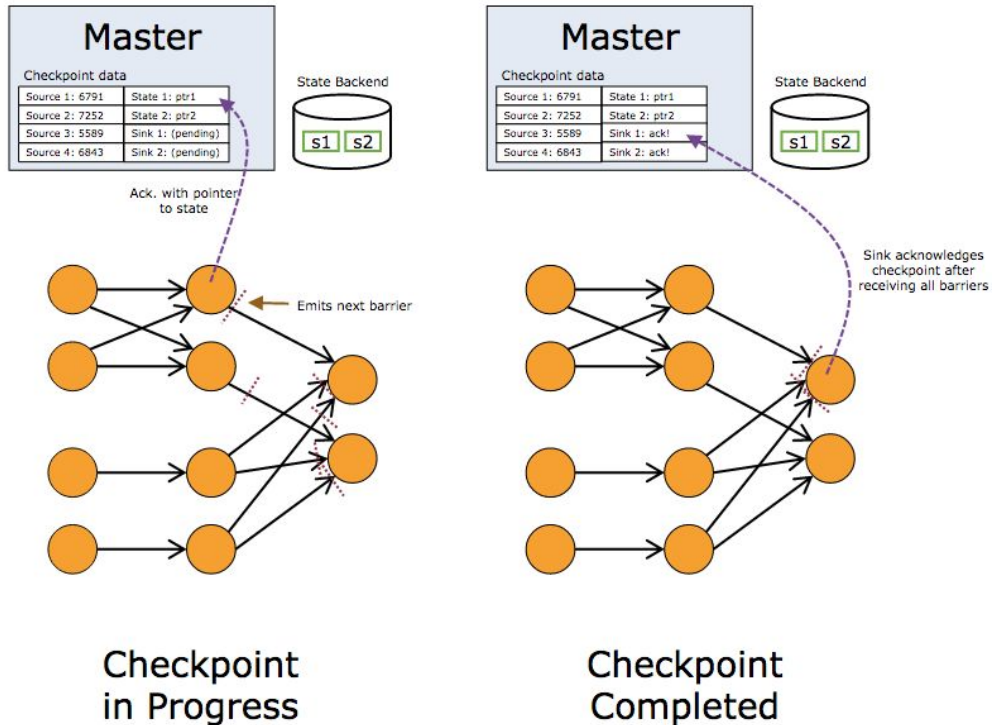 Master
Checkpoint data
Source 1: 6791 State 1: ptr1
Source 2: 7252 State 2: ptr2
Source 3: 5589 Sink 1: (pending)
Source 4: 6843 Sink 2: (pending)
State Backend
s1 s2
Ack. with pointer
to state
Emits next barrier
Checkpoint
in Progress
Master
Checkpoint data
Source 1: 6791 State 1: ptr1
Source 2: 7252 State 2: ptr2
Source 3: 5589 Sink 1: ack!
Source 4: 6843 Sink 2: ack!
State Backend
s1 s2
Sink acknowledges
checkpoint after
receiving all barriers
Checkpoint
Completed